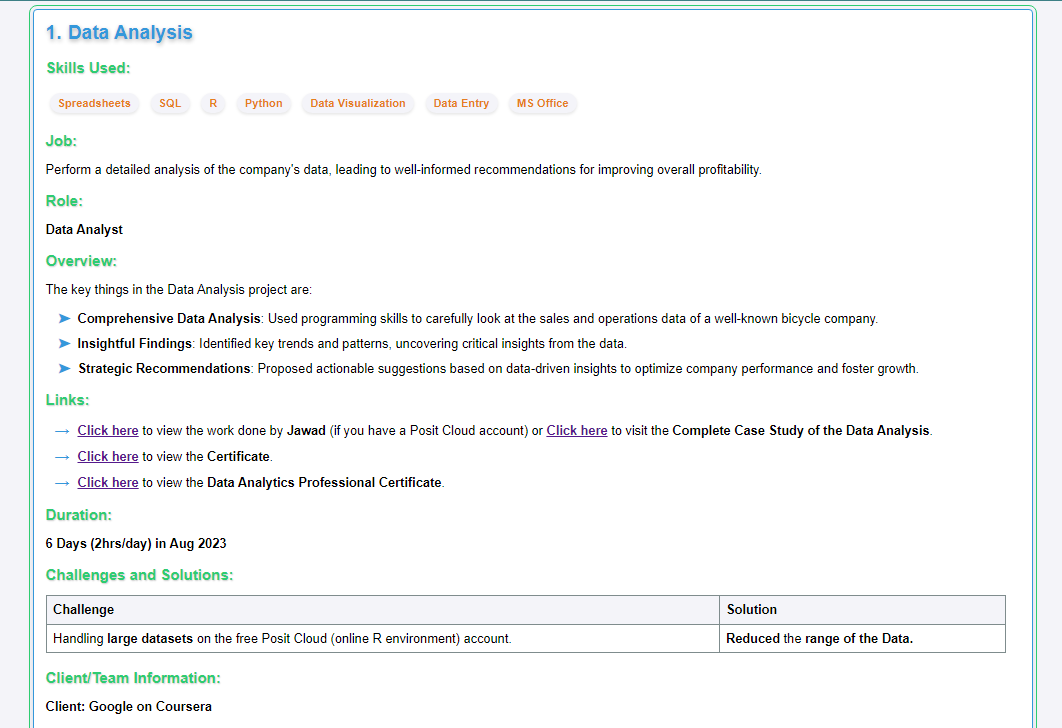 1. Data Analysis
Skills Used:
Spreadsheets SQL R Python Data Visualization Data Entry MS Office
Job:
Perform a detailed analysis of the company's data, leading to well-informed recommendations for improving overall profitability.
Role:
Data Analyst
Overview:
The key things in the Data Analysis project are:
➤ Comprehensive Data Analysis: Used programming skills to carefully look at the sales and operations data of a well-known bicycle company.
➤ Insightful Findings: Identified key trends and patterns, uncovering critical insights from the data.
➤ Strategic Recommendations: Proposed actionable suggestions based on data-driven insights to optimize company performance and foster growth.
Links:
→ Click here to view the work done by Jawad (if you have a Posit Cloud account) or Click here to visit the Complete Case Study of the Data Analysis.
→ Click here to view the Certificate.
→ Click here to view the Data Analytics Professional Certificate.
Duration:
6 Days (2hrs/day) in Aug 2023
Challenges and Solutions:
Challenge Solution
Handling large datasets on the free Posit Cloud (online R environment) account. Reduced the range of the Data.
Client/Team Information:
Client: Google on Coursera